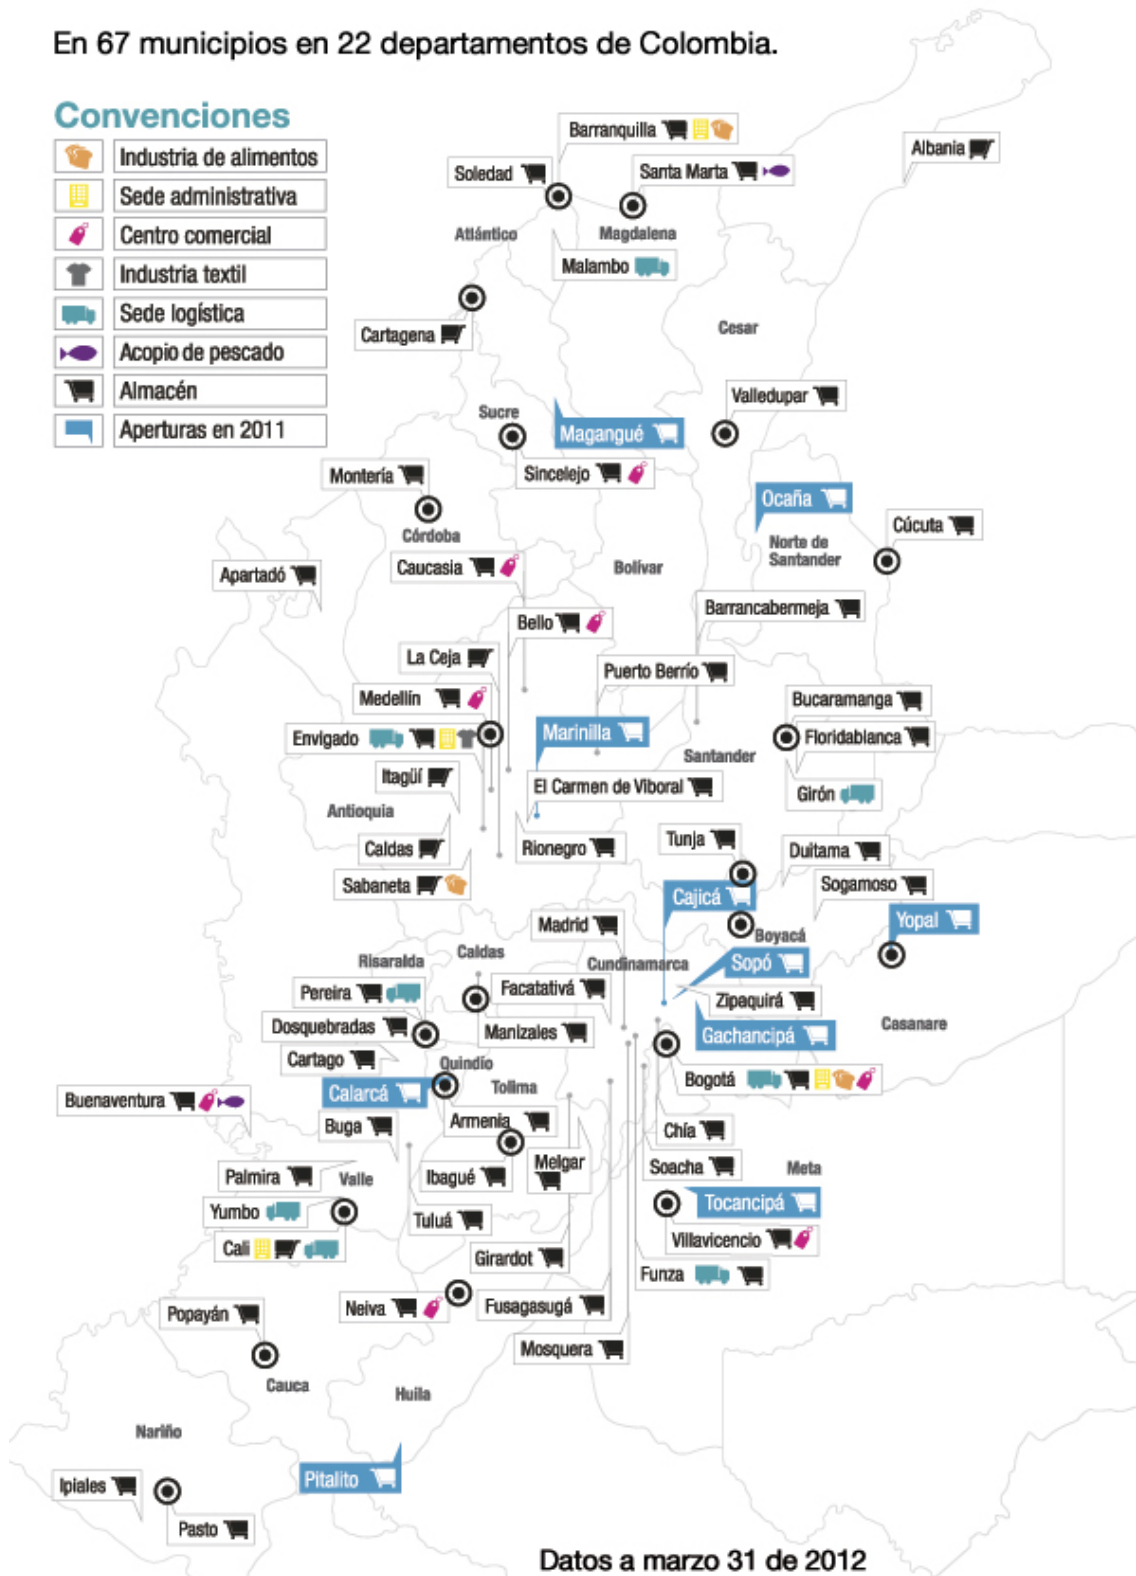 En 67 municipios en 22 departamentos de Colombia.
Convenciones
Industria de alimentos
Sede administrativa
Centro comercial
Industria textil
Sede logística
Acopio de pescado
Almacén
Aperturas en 2011
Barranquilla
Albania
Soledad
Santa Marta
Atlántico
Magdalena
Malambo
Cartagena
Cesar
Valledupar
Sucre
Magangué
Montería
Sincelejo
Ocaña
Cúcuta
Córdoba
Norte de
Santander
Caucasia
Bolívar
Apartadó
Barrancabermeja
Bello
La Ceja
Puerto Berrío
Medellín
Bucaramanga
Envigado
Marinilla
Floridablanca
Santander
Itagüí
El Carmen de Viboral
Girón
Antioquia
Caldas
Rionegro
Tunja
Duitama
Sabaneta
Sogamoso
Cajicá
Madrid
Yopal
Boyacá
Caldas
Risaralda
Cundinamarca
Sopó
Pereira
Facatativá
Zipaquirá
Dosquebradas
Manizales
Gachancipá
Casanare
Cartago
Quindío
Bogotá
Calarcá
Tolima
Buenaventura
Buga
Armenia
Chía
Melgar
Soacha
Meta
Palmira
Valle
Ibagué
Tocancipá
Yumbo
Tuluá
Cali
Villavicencio
Girardot
Funza
Neiva
Fusagasugá
Popayán
Mosquera
Cauca
Huila
Nariño
Pitalito
Ipiales
Pasto
Datos a marzo 31 de 2012